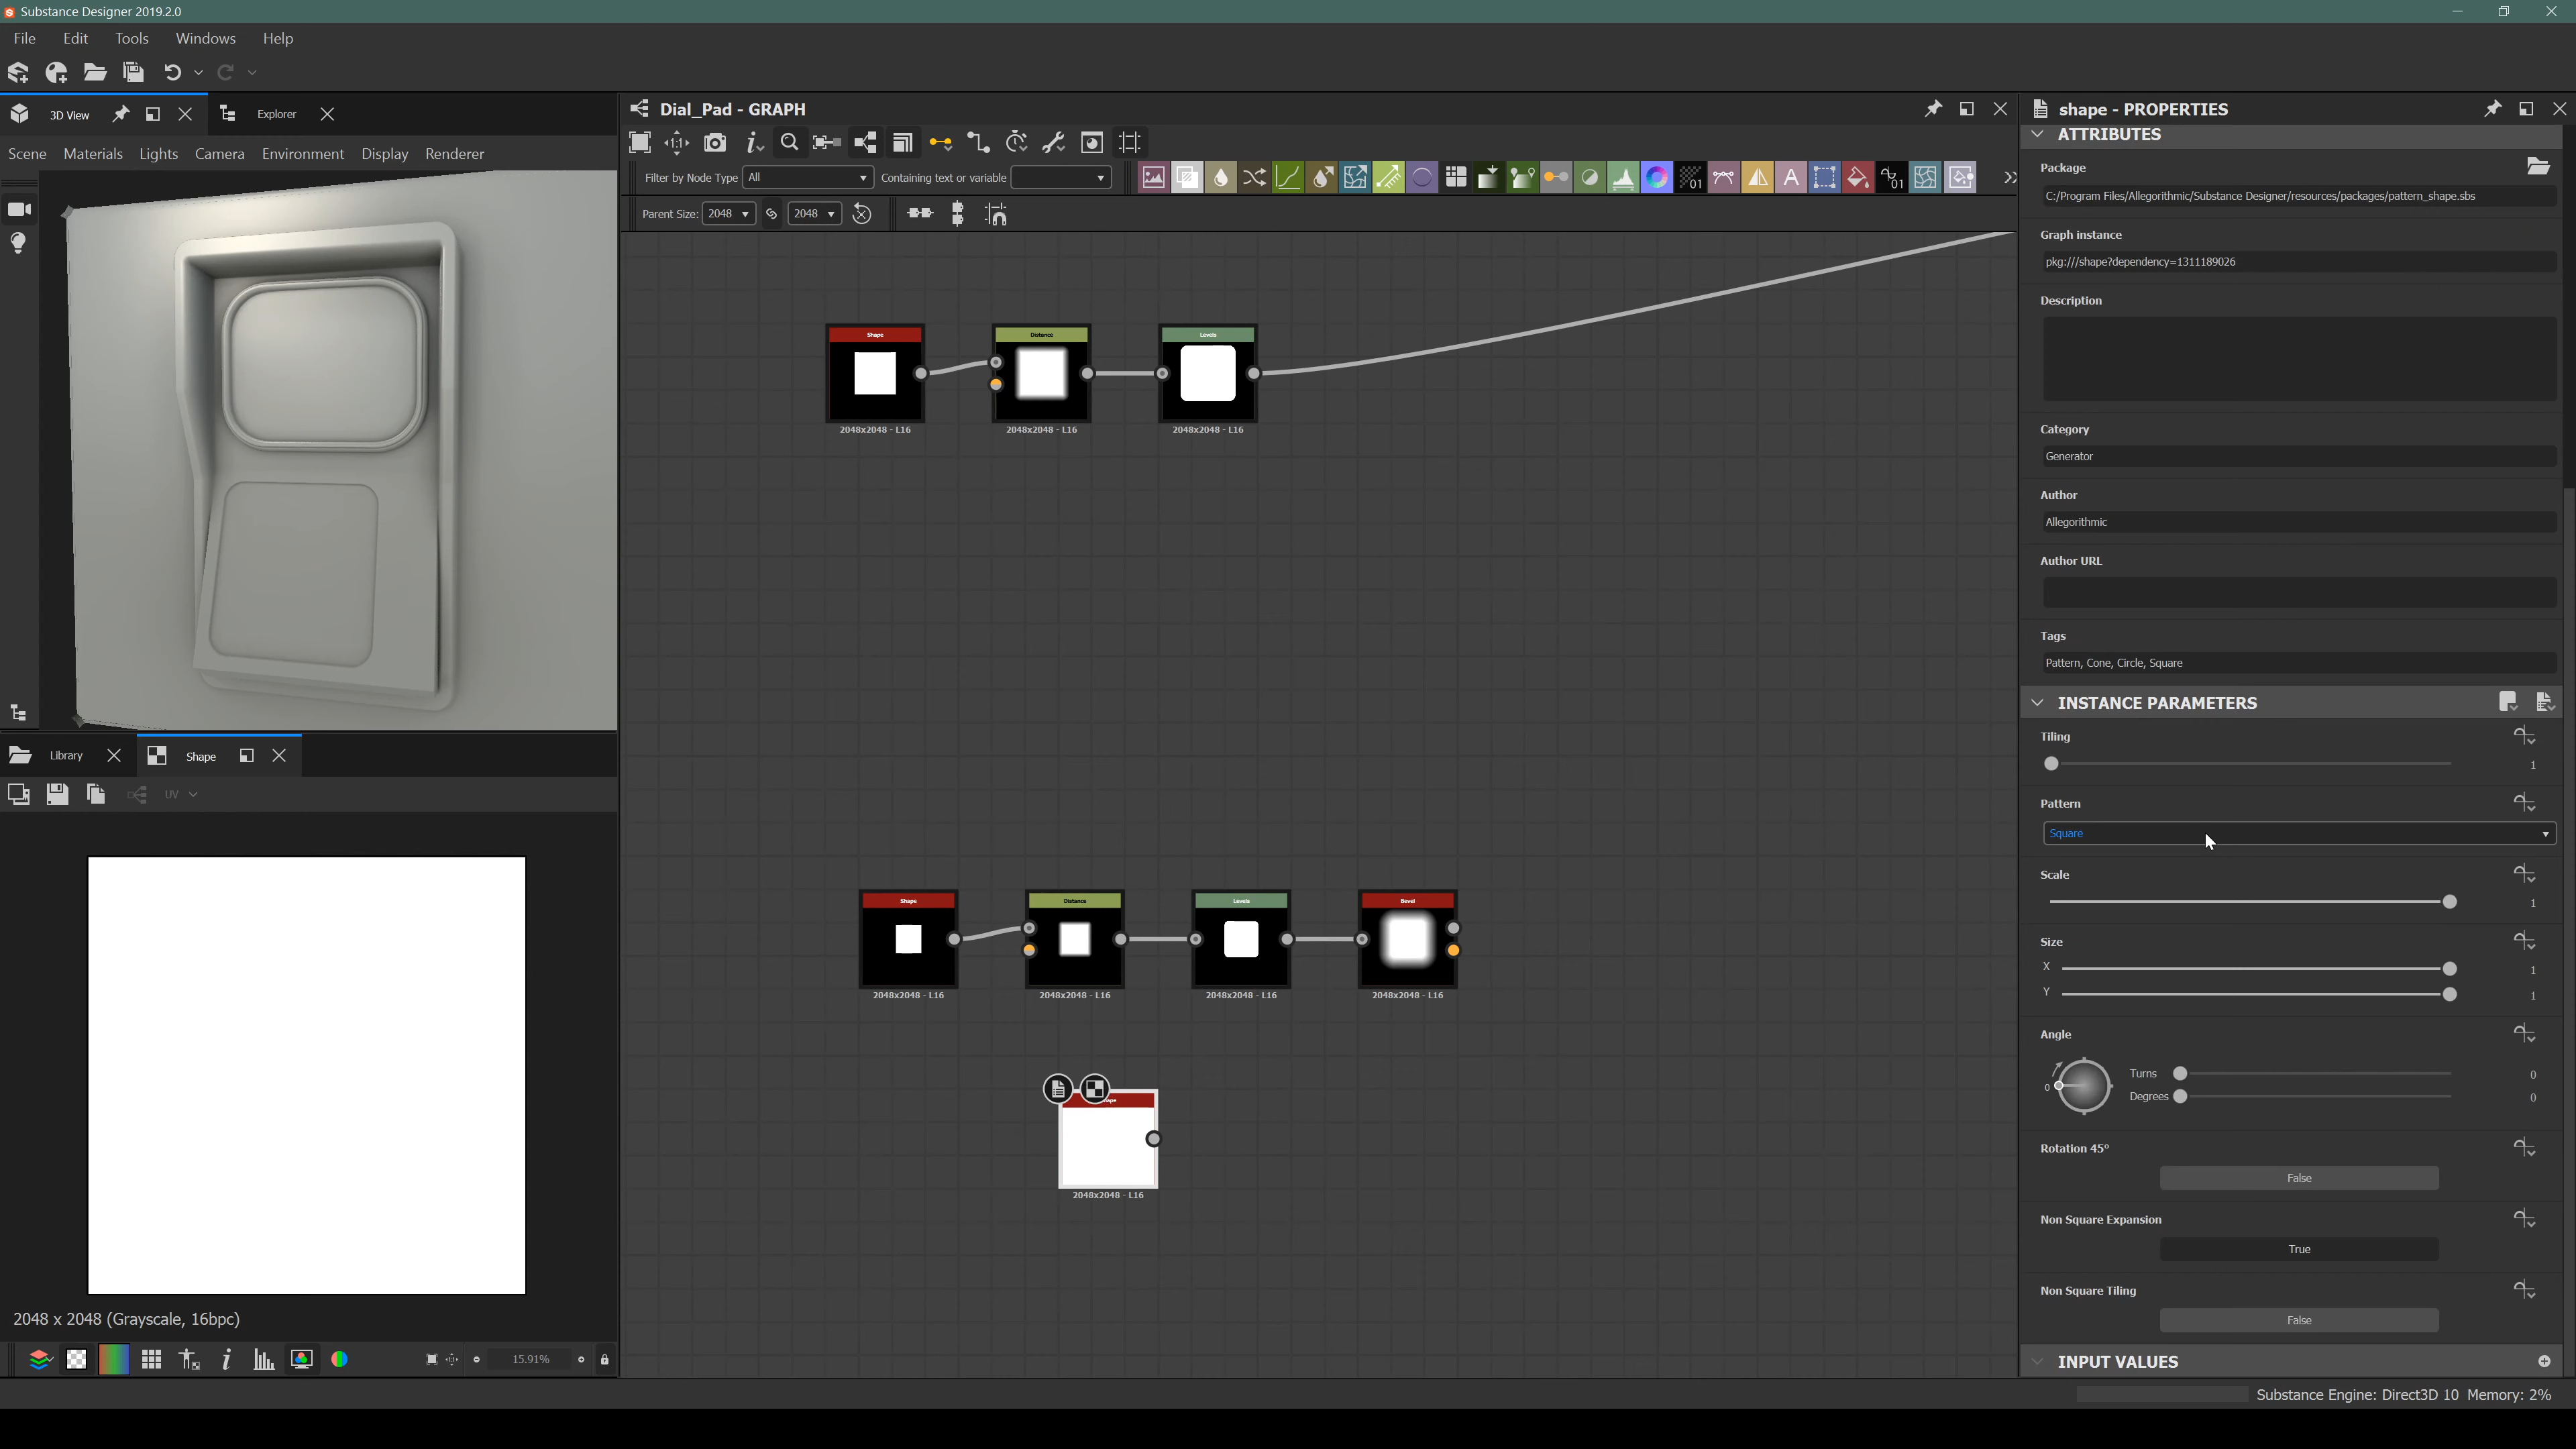 Substance Designer 2019.2.0
File Edit Tools Windows Help
3D View Explorer
Scene Materials Lights Camera Environment Display Renderer
Dial_Pad - GRAPH
1:1
Filter by Node Type All Containing text or variable
01 A 01
Parent Size: 2048 2048
Shape Distance Levels
2048x2048 - L16 2048x2048 - L16 2048x2048 - L16
Shape Distance Levels Bevel
2048x2048 - L16 2048x2048 - L16 2048x2048 - L16 2048x2048 - L16
2048x2048 - L16
Library Shape
UV
2048 x 2048 (Grayscale, 16bpc)
15.91%
shape - PROPERTIES
ATTRIBUTES
Package
C:/Program Files/Allegorithmic/Substance Designer/resources/packages/pattern_shape.sbs
Graph instance
pkg:///shape?dependency=1311189026
Description
Category
Generator
Author
Allegorithmic
Author URL
Tags
Pattern, Cone, Circle, Square
INSTANCE PARAMETERS
Tiling
1
Pattern
Square
Scale
1
Size
X 1
Y 1
Angle
0 Turns 0
Degrees 0
Rotation 45°
False
Non Square Expansion
True
Non Square Tiling
False
INPUT VALUES
Substance Engine: Direct3D 10 Memory: 2%